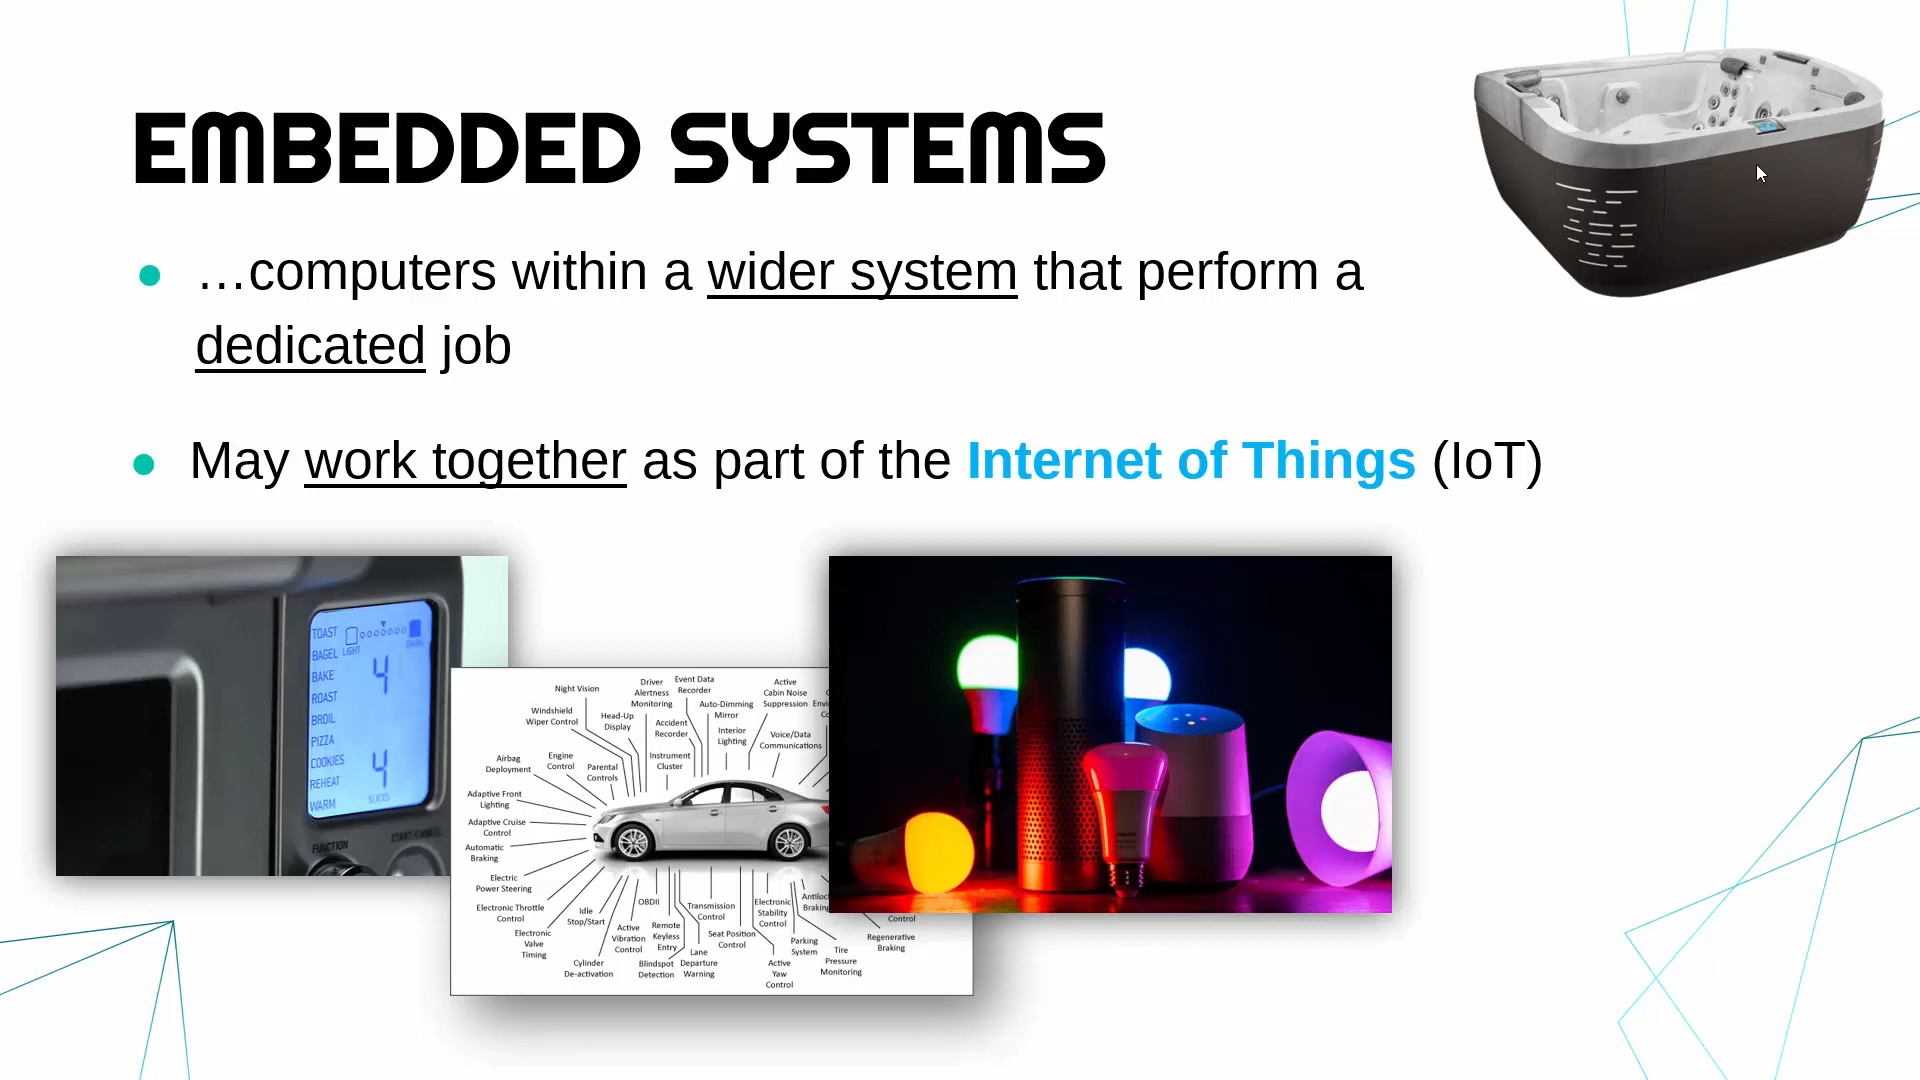 EMBEDDED SYSTEMS
…computers within a wider system that perform a
dedicated job
May work together as part of the Internet of Things (IoT)
TOAST
BAGEL
LIGHT
DARK
BAKE
4
ROAST
BROIL
PIZZA
COOKIES
4
REHEAT
WARM
SLICES
FUNCTION
START/CANCEL
Night Vision
Driver
Alertness
Monitoring
Event Data
Recorder
Active
Cabin Noise
Suppression
Windshield
Wiper Control
Head-Up
Display
Accident
Recorder
Auto-Dimming
Mirror
Interior
Lighting
Voice/Data
Communications
Airbag
Deployment
Engine
Control
Parental
Controls
Instrument
Cluster
Adaptive Front
Lighting
Adaptive Cruise
Control
Automatic
Braking
Electric
Power Steering
Electronic Throttle
Control
Electronic
Valve
Timing
Idle
Stop/Start
Cylinder
De-activation
OBDII
Active
Vibration
Control
Remote
Keyless
Entry
Blindspot
Detection
Lane
Departure
Warning
Transmission
Control
Seat Position
Control
Electronic
Stability
Control
Active
Yaw
Control
Parking
System
Braking
Tire
Pressure
Monitoring
Control
Regenerative
Braking